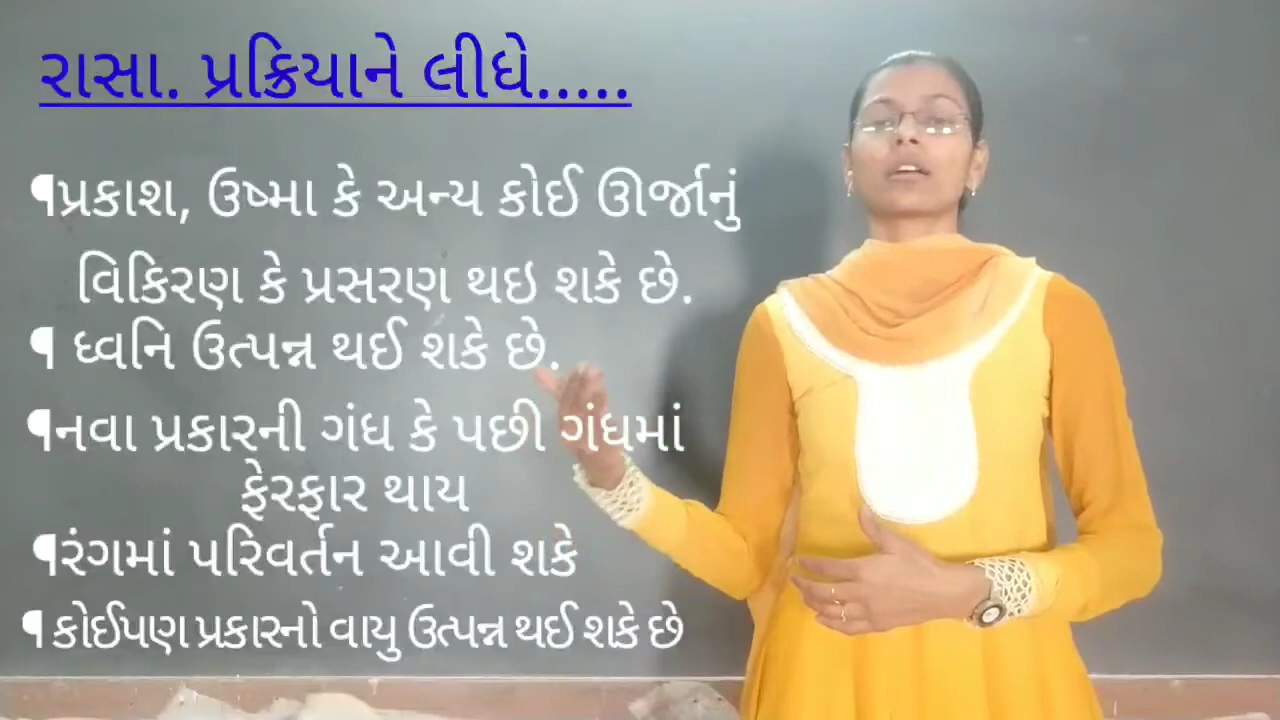 રાસા. પ્રક્રિયાને લીધે.....
¶પ્રકાશ, ઉષ્મા કે અન્ય કોઈ ઊર્જાનું
વિકિરણ કે પ્રસરણ થઇ શકે છે.
¶ ધ્વનિ ઉત્પન્ન થઈ શકે છે.
¶નવા પ્રકારની ગંધ કે પછી ગંધમાં
ફેરફાર થાય
¶રંગમાં પરિવર્તન આવી શકે
¶ કોઈપણ પ્રકારનો વાયુ ઉત્પન્ન થઈ શકે છે